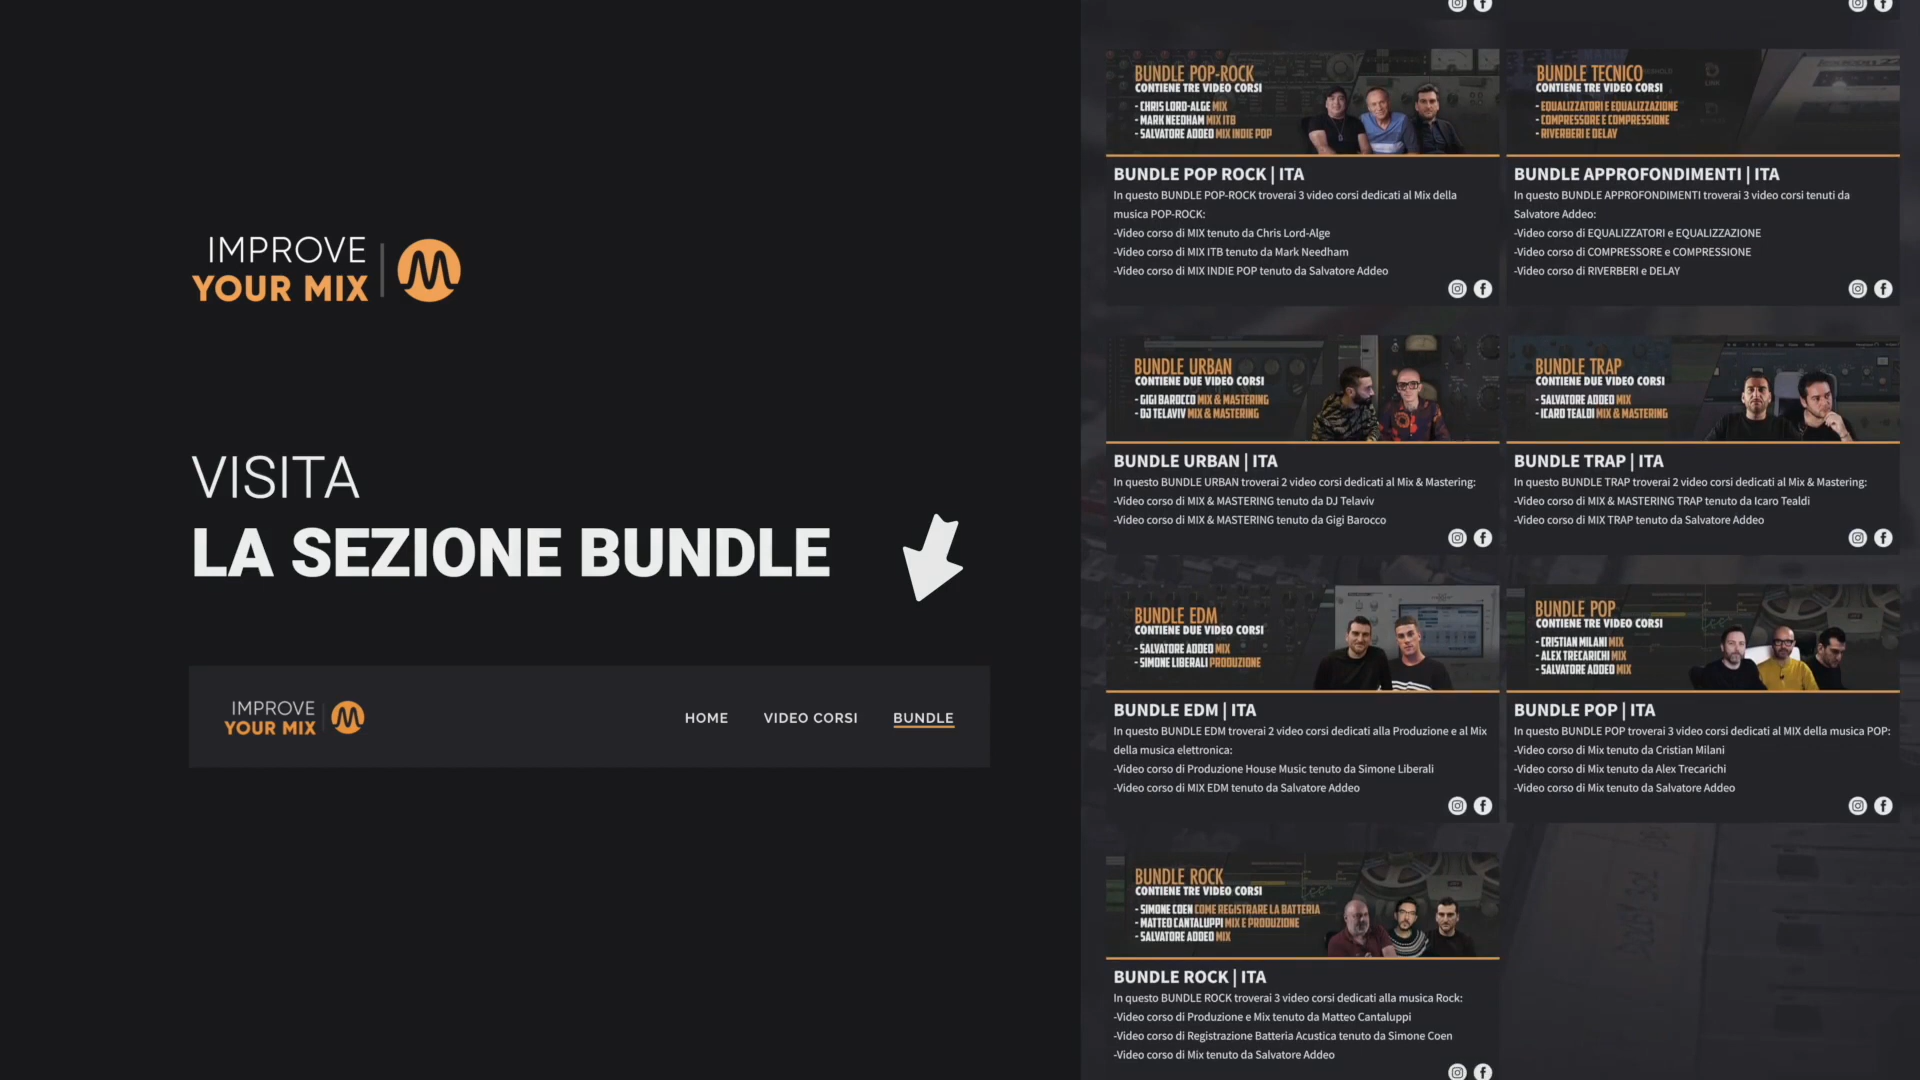 IMPROVE
YOUR MIX
VISITA
LA SEZIONE BUNDLE
IMPROVE
YOUR MIX
HOME
VIDEO CORSI
BUNDLE
BUNDLE POP-ROCK
CONTIENE TRE VIDEO CORSI
- CHRIS LORD-ALGE MIX
- MARK NEEDHAM MIX ITB
- SALVATORE ADDEO MIX INDIE POP
BUNDLE POP ROCK | ITA
In questo BUNDLE POP-ROCK troverai 3 video corsi dedicati al Mix della
musica POP-ROCK:
-Video corso di MIX tenuto da Chris Lord-Alge
-Video corso di MIX ITB tenuto da Mark Needham
-Video corso di MIX INDIE POP tenuto da Salvatore Addeo
BUNDLE TECNICO
CONTIENE TRE VIDEO CORSI
- EQUALIZZATORI E EQUALIZZAZIONE
- COMPRESSORE E COMPRESSIONE
- RIVERBERI E DELAY
BUNDLE APPROFONDIMENTI | ITA
In questo BUNDLE APPROFONDIMENTI troverai 3 video corsi tenuti da
Salvatore Addeo:
-Video corso di EQUALIZZATORI e EQUALIZZAZIONE
-Video corso di COMPRESSORE e COMPRESSIONE
-Video corso di RIVERBERI e DELAY
BUNDLE URBAN
CONTIENE DUE VIDEO CORSI
- GIGI BAROCCO MIX & MASTERING
- DJ TELAVIV MIX & MASTERING
BUNDLE URBAN | ITA
In questo BUNDLE URBAN troverai 2 video corsi dedicati al Mix & Mastering:
-Video corso di MIX & MASTERING tenuto da DJ Telaviv
-Video corso di MIX & MASTERING tenuto da Gigi Barocco
BUNDLE TRAP
CONTIENE DUE VIDEO CORSI
- SALVATORE ADDEO MIX
- ICARO TEALDI MIX & MASTERING
BUNDLE TRAP | ITA
In questo BUNDLE TRAP troverai 2 video corsi dedicati al Mix & Mastering:
-Video corso di MIX & MASTERING TRAP tenuto da Icaro Tealdi
-Video corso di MIX TRAP tenuto da Salvatore Addeo
BUNDLE EDM
CONTIENE DUE VIDEO CORSI
- SALVATORE ADDEO MIX
- SIMONE LIBERALI PRODUZIONE
BUNDLE EDM | ITA
In questo BUNDLE EDM troverai 2 video corsi dedicati alla Produzione e al Mix
della musica elettronica:
-Video corso di Produzione House Music tenuto da Simone Liberali
-Video corso di MIX EDM tenuto da Salvatore Addeo
BUNDLE POP
CONTIENE TRE VIDEO CORSI
- CRISTIAN MILANI MIX
- ALEX TRECARICHI MIX
- SALVATORE ADDEO MIX
BUNDLE POP | ITA
In questo BUNDLE POP troverai 3 video corsi dedicati al MIX della musica POP:
-Video corso di Mix tenuto da Cristian Milani
-Video corso di Mix tenuto da Alex Trecarichi
-Video corso di Mix tenuto da Salvatore Addeo
BUNDLE ROCK
CONTIENE TRE VIDEO CORSI
- SIMONE COEN COME REGISTRARE LA BATTERIA
- MATTEO CANTALUPPI MIX E PRODUZIONE
- SALVATORE ADDEO MIX
BUNDLE ROCK | ITA
In questo BUNDLE ROCK troverai 3 video corsi dedicati alla musica Rock:
-Video corso di Produzione e Mix tenuto da Matteo Cantaluppi
-Video corso di Registrazione Batteria Acustica tenuto da Simone Coen
-Video corso di Mix tenuto da Salvatore Addeo